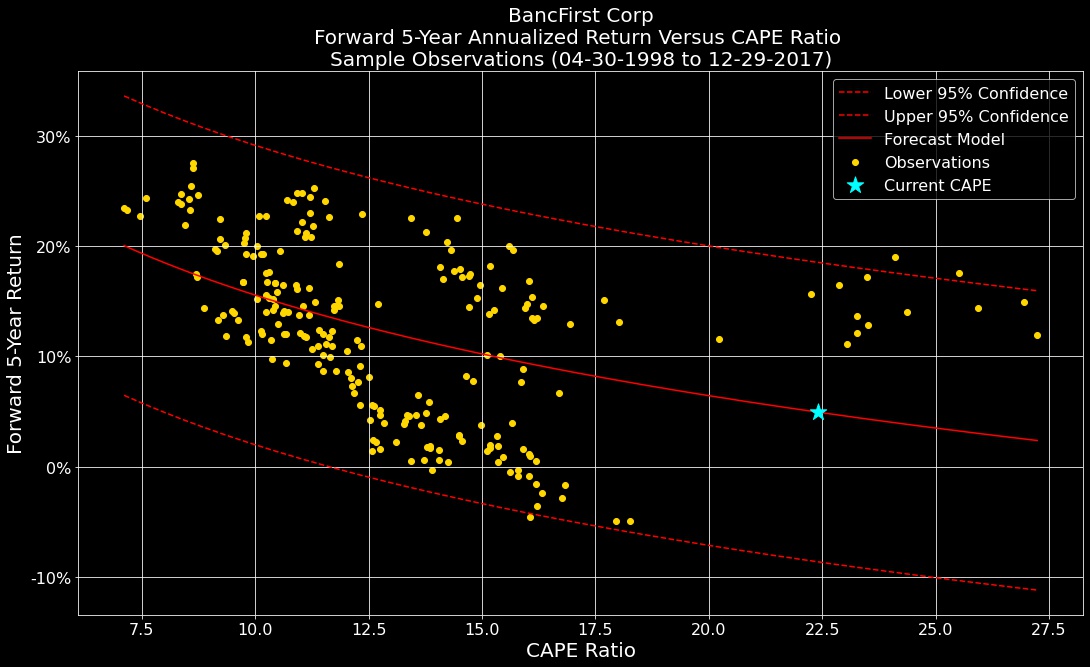 BancFirst Corp
Forward 5-Year Annualized Return Versus CAPE Ratio
Sample Observations (04-30-1998 to 12-29-2017)
Lower 95% Confidence
Upper 95% Confidence
Forecast Model
Observations
Current CAPE
Forward 5-Year Return
30%
20%
10%
0%
-10%
7.5 10.0 12.5 15.0 17.5 20.0 22.5 25.0 27.5
CAPE Ratio